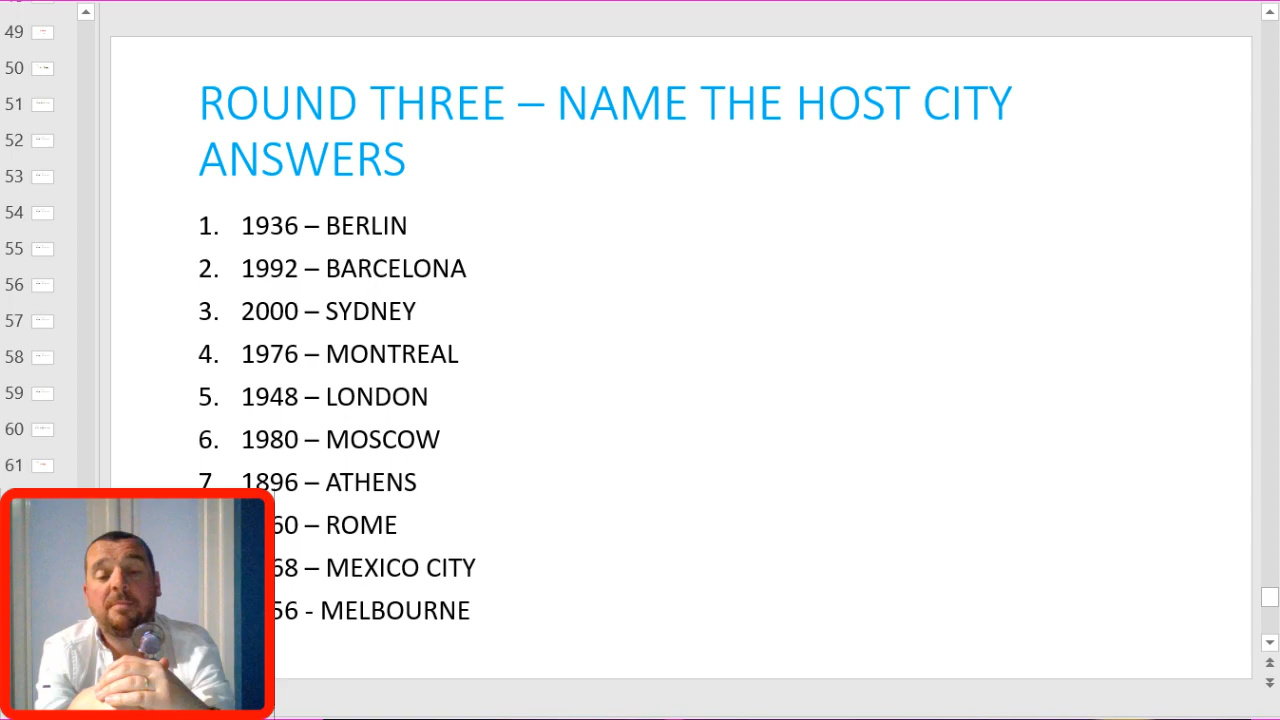 49
50
51
52
53
54
55
56
57
58
59
60
61
ROUND THREE – NAME THE HOST CITY
ANSWERS
1. 1936 – BERLIN
2. 1992 – BARCELONA
3. 2000 – SYDNEY
4. 1976 – MONTREAL
5. 1948 – LONDON
6. 1980 – MOSCOW
7. 1896 – ATHENS
60 – ROME
68 – MEXICO CITY
56 - MELBOURNE